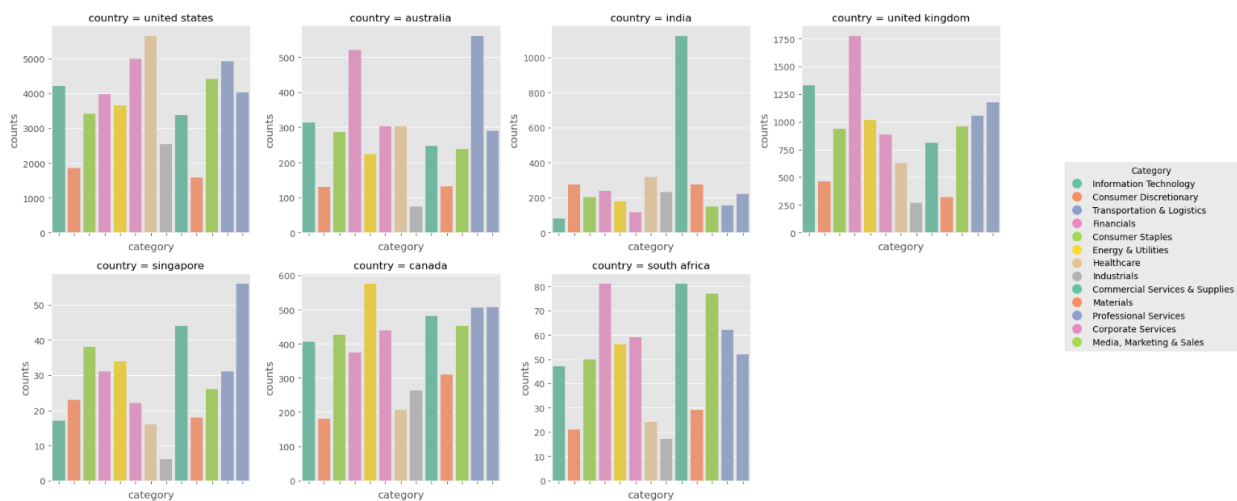 country = united states
counts
5000
4000
3000
2000
1000
0
category
country = australia
counts
500
400
300
200
100
0
category
country = india
counts
1000
800
600
400
200
0
category
country = united kingdom
counts
1750
1500
1250
1000
750
500
250
0
category
country = singapore
counts
50
40
30
20
10
0
category
country = canada
counts
600
500
400
300
200
100
0
category
country = south africa
counts
80
70
60
50
40
30
20
10
0
category
Category
Information Technology
Consumer Discretionary
Transportation & Logistics
Financials
Consumer Staples
Energy & Utilities
Healthcare
Industrials
Commercial Services & Supplies
Materials
Professional Services
Corporate Services
Media, Marketing & Sales